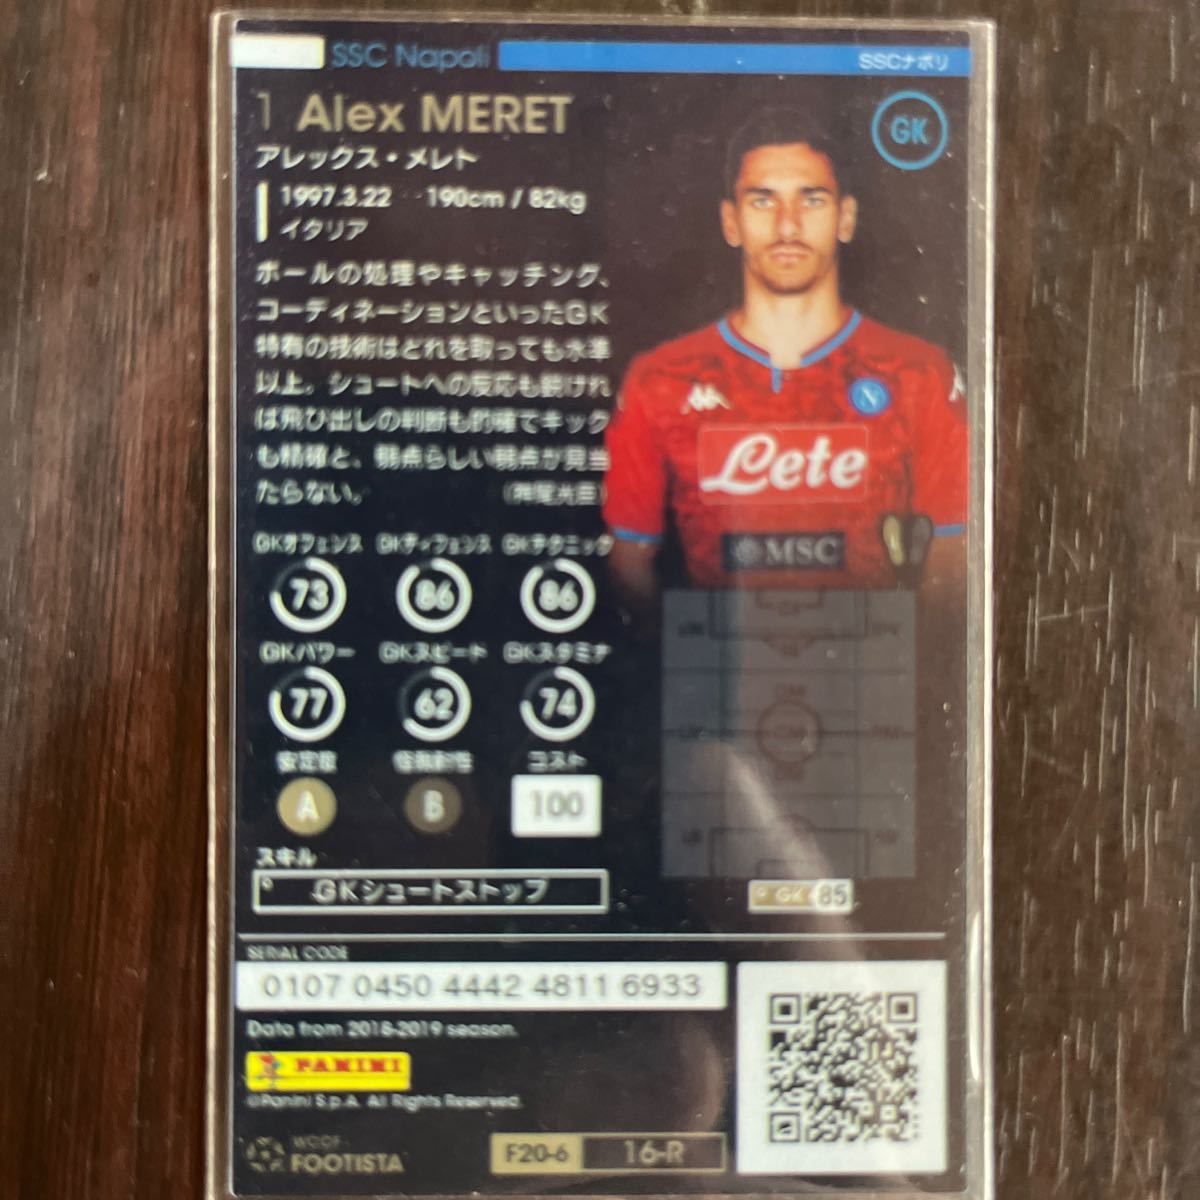 SSC Napoli
SSCナポリ
1 Alex MERET
GK
アレックス・メレト
1997.3.22 190cm / 82kg
イタリア
ボールの処理やキャッチング、
コーディネーションといったGK
特有の技術はどれを取っても水準
以上。シュートへの反応も鋭けれ
ば飛び出しの判断も的確でキック
も精確と、弱点らしい弱点が見当
たらない。
Lete
MSC
GKオフェンス GKディフェンス GKテクニック
73 86 86
GKパワー GKスピード GKスタミナ
77 62 74
安定度 コスト
A B 100
スキル
GKシュートストップ
GK 85
SERIAL CODE
0107 0450 4442 4811 6933
Data from 2018-2019 season.
PANINI
©Panini S.p.A. All Rights Reserved.
WCCF
FOOTISTA
F20-6 16-R